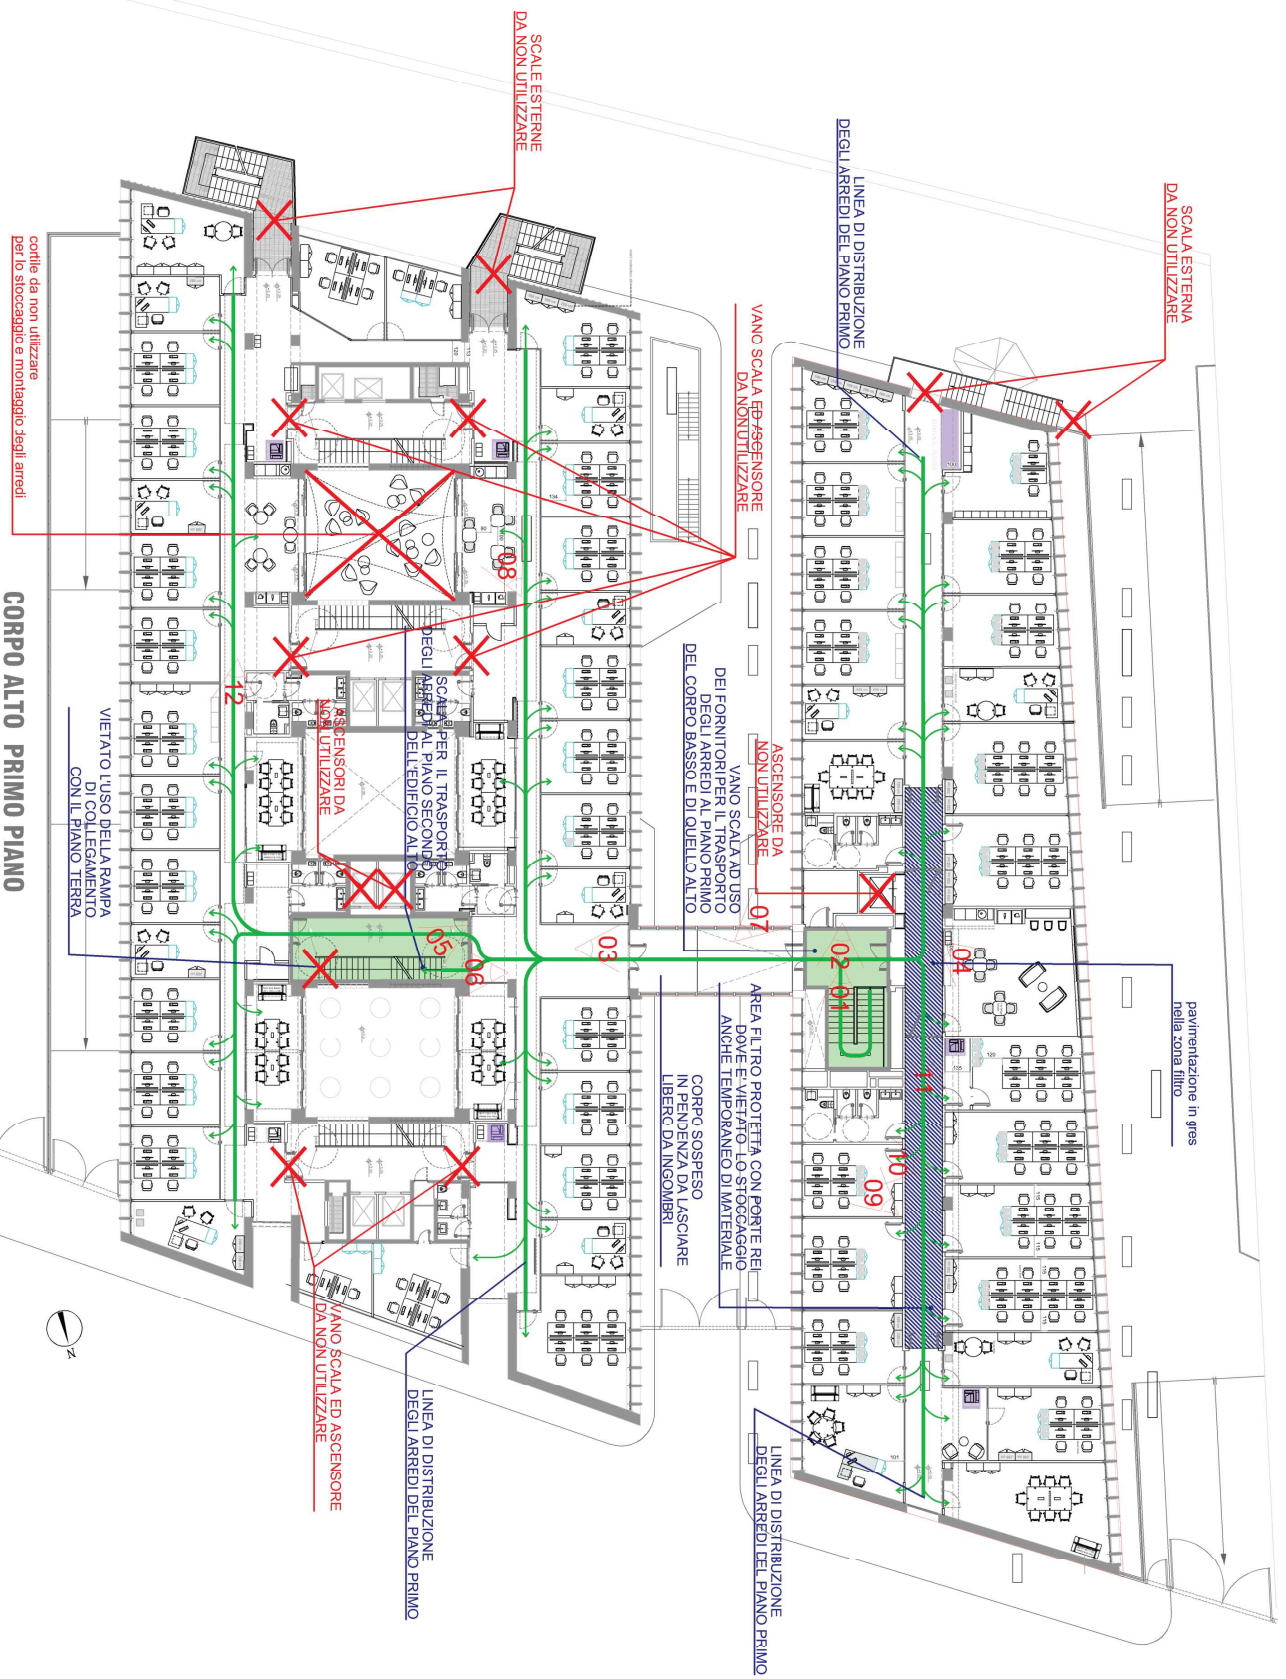 SCALE ESTERNE
DA NON UTILIZZARE
SCALA ESTERNA
DA NON UTILIZZARE
LINEA DI DISTRIBUZIONE
DEGLI ARREDI DEL PIANO PRIMO
VANO SCALA ED ASCENSORE
DA NON UTILIZZARE
cortile da non utilizzare
per lo stoccaggio e montaggio degli arredi
ASCENSORE DA
NON UTILIZZARE
VANO SCALA AD USO
DEI FORNITORI PER IL TRASPORTO
DEGLI ARREDI AL PIANO PRIMO
DEL CORPO BASSO E DI QUELLO ALTO
SCALA PER IL TRASPORTO
DEGLI ARREDI AL PIANO SECONDO
DELL'EDIFICIO ALTO
ASCENSORI DA
NON UTILIZZARE
VIETATO L'USO DELLA RAMPA
DI COLLEGAMENTO
CON IL PIANO TERRA
pavimentazione in gres
nella zona filtro
AREA FILTRO PROTETTA CON PORTE REI
DOVE E' VIETATO LO STOCCAGGIO
ANCHE TEMPORANEO DI MATERIALE
CORPO SOSPESO
IN PENDENZA DA LASCIARE
LIBERO DA INGOMBRI
VANO SCALA ED ASCENSORE
DA NON UTILIZZARE
LINEA DI DISTRIBUZIONE
DEGLI ARREDI DEL PIANO PRIMO
LINEA DI DISTRIBUZIONE
DEGLI ARREDI DEL PIANO PRIMO
01
02
03
04
05
06
07
08
09
10
11
12
N
CORPO ALTO PRIMO PIANO